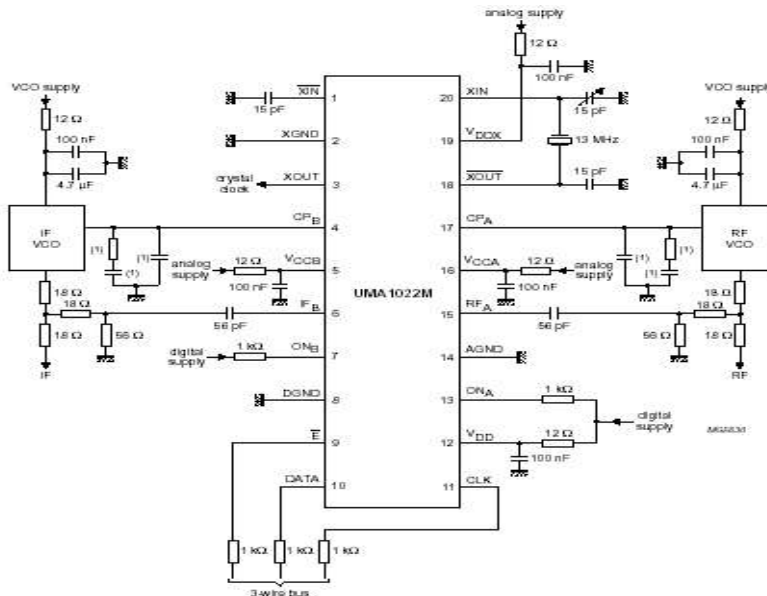 analog supply
12 Ω
100 nF
VCO supply
12 Ω
100 nF
4.7 µF
IF
VCO
(1)
(1)
(1)
18 Ω
18 Ω
18 Ω
56 Ω
IF
56 pF
15 pF
crystal
clock
analog
supply
12 Ω
100 nF
digital
supply
1 kΩ
XIN
1
XGND
2
XOUT
3
CPB
4
VCCB
5
IFB
6
ONB
7
DGND
8
E
9
DATA
10
UMA1022M
20
XIN
19
VDDX
18
XOUT
17
CPA
16
VCCA
15
RFA
14
AGND
13
ONA
12
VDD
11
CLK
15 pF
13 MHz
15 pF
VCO supply
12 Ω
100 nF
4.7 µF
RF
VCO
(1)
(1)
(1)
12 Ω
analog
supply
100 nF
56 pF
18 Ω
18 Ω
18 Ω
56 Ω
RF
1 kΩ
12 Ω
digital
supply
100 nF
1 kΩ
1 kΩ
1 kΩ
3-wire bus